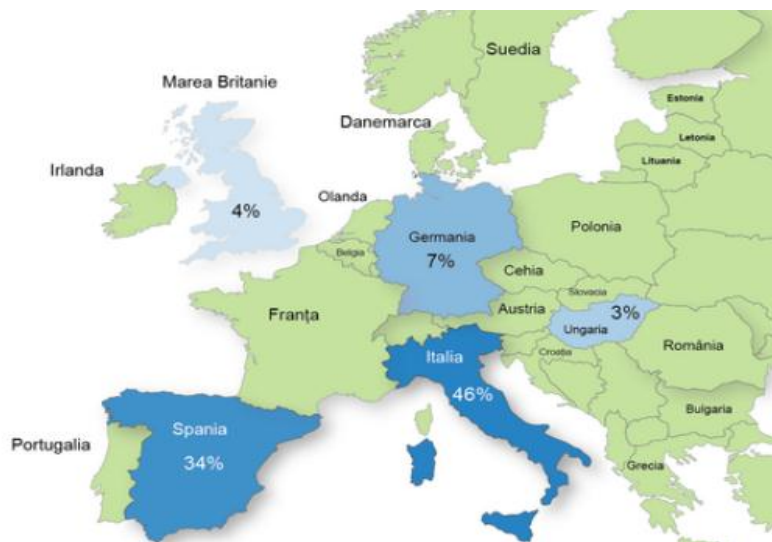 Suedia
Marea Britanie
Estonia
Danemarca
Letonia
Lituania
Irlanda
Olanda
4%
Polonia
Germania
Belgia
7%
Cehia
Slovacia
Austria
3%
Franța
Ungaria
România
Italia
Croația
46%
Bulgaria
Spania
Portugalia
34%
Grecia